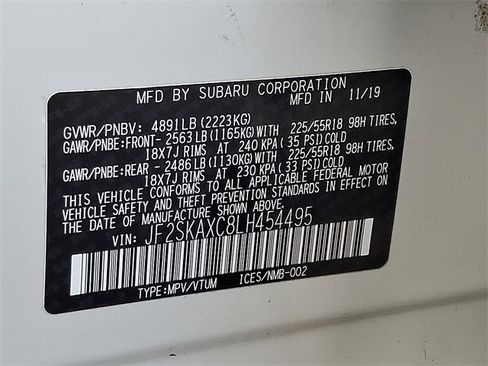 MFD BY SUBARU CORPORATION
MFD IN 11/19
GVWR/PNBV: 4891LB(2223KG)
GAWR/PNBE:FRONT- 2563LB(1165KG)WITH 225/55R18 98H TIRES,
18X7J RIMS AT 240 KPA(35 PSI)COLD
GAWR/PNBE:REAR - 2486LB(1130KG)WITH 225/55R18 98H TIRES,
18X7J RIMS AT 230 KPA(33 PSI)COLD
THIS VEHICLE CONFORMS TO ALL APPLICABLE FEDERAL MOTOR
VEHICLE SAFETY AND THEFT PREVENTION STANDARDS IN EFFECT ON
THE DATE OF MANUFACTURE SHOWN ABOVE.
VIN: JF2SKAXC8LH454495
TYPE:MPV/VTUM ICES/NMB-002